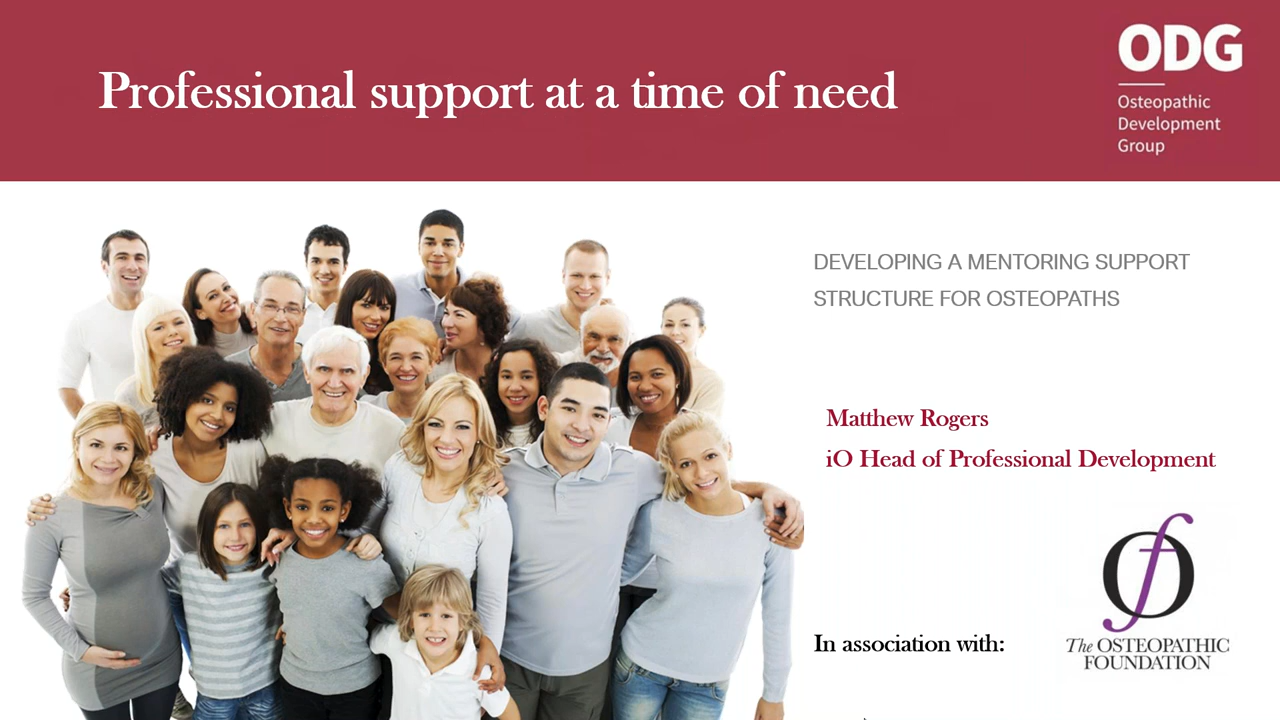 Professional support at a time of need
ODG
Osteopathic
Development
Group
DEVELOPING A MENTORING SUPPORT
STRUCTURE FOR OSTEOPATHS
Matthew Rogers
iO Head of Professional Development
In association with:
The OSTEOPATHIC
FOUNDATION